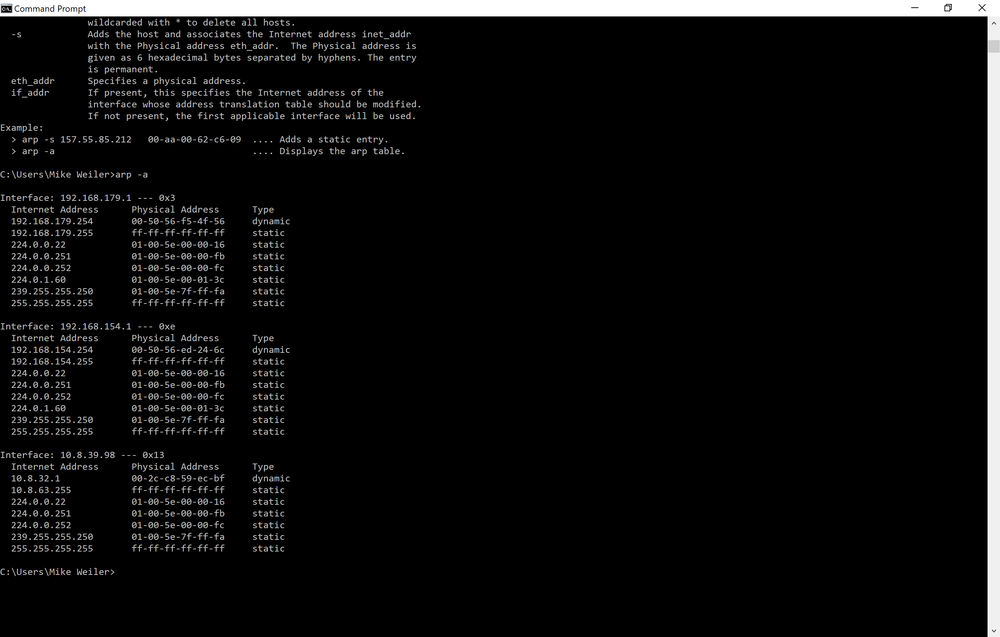 Command Prompt
wildcarded with * to delete all hosts.
-s            Adds the host and associates the Internet address inet_addr
with the Physical address eth_addr.  The Physical address is
given as 6 hexadecimal bytes separated by hyphens. The entry
is permanent.
eth_addr      Specifies a physical address.
if_addr       If present, this specifies the Internet address of the
interface whose address translation table should be modified.
If not present, the first applicable interface will be used.
Example:
> arp -s 157.55.85.212   00-aa-00-62-c6-09  .... Adds a static entry.
> arp -a                                    .... Displays the arp table.
C:\Users\Mike Weiler>arp -a
Interface: 192.168.179.1 --- 0x3
Internet Address      Physical Address      Type
192.168.179.254       00-50-56-f5-4f-56     dynamic
192.168.179.255       ff-ff-ff-ff-ff-ff     static
224.0.0.22            01-00-5e-00-00-16     static
224.0.0.251           01-00-5e-00-00-fb     static
224.0.0.252           01-00-5e-00-00-fc     static
224.0.1.60            01-00-5e-00-01-3c     static
239.255.255.250       01-00-5e-7f-ff-fa     static
255.255.255.255       ff-ff-ff-ff-ff-ff     static
Interface: 192.168.154.1 --- 0xe
Internet Address      Physical Address      Type
192.168.154.254       00-50-56-ed-24-6c     dynamic
192.168.154.255       ff-ff-ff-ff-ff-ff     static
224.0.0.22            01-00-5e-00-00-16     static
224.0.0.251           01-00-5e-00-00-fb     static
224.0.0.252           01-00-5e-00-00-fc     static
224.0.1.60            01-00-5e-00-01-3c     static
239.255.255.250       01-00-5e-7f-ff-fa     static
255.255.255.255       ff-ff-ff-ff-ff-ff     static
Interface: 10.8.39.98 --- 0x13
Internet Address      Physical Address      Type
10.8.32.1             00-2c-c8-59-ec-bf     dynamic
10.8.63.255           ff-ff-ff-ff-ff-ff     static
224.0.0.22            01-00-5e-00-00-16     static
224.0.0.251           01-00-5e-00-00-fb     static
224.0.0.252           01-00-5e-00-00-fc     static
239.255.255.250       01-00-5e-7f-ff-fa     static
255.255.255.255       ff-ff-ff-ff-ff-ff     static
C:\Users\Mike Weiler>